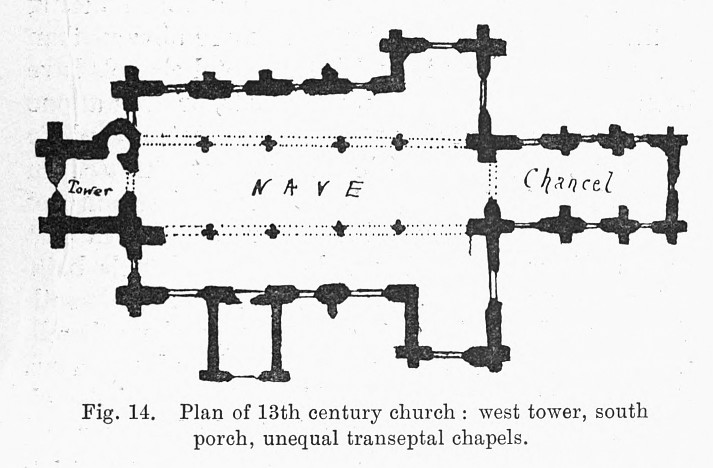 Tower
NAVE
Chancel
Fig. 14. Plan of 13th century church : west tower, south
porch, unequal transeptal chapels.